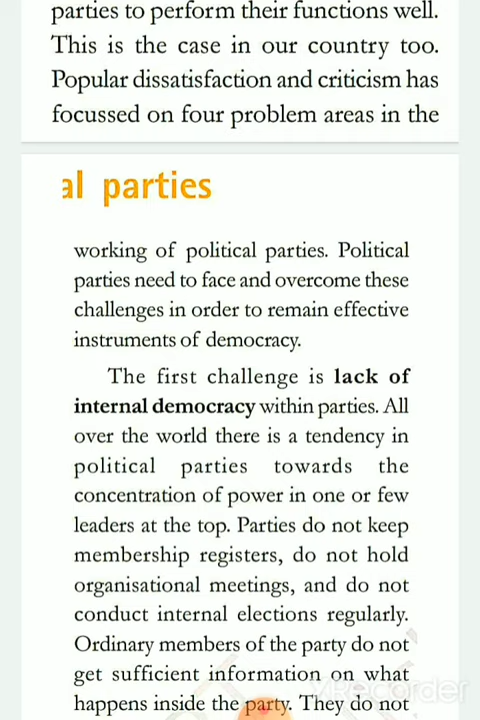 parties to perform their functions well.
This is the case in our country too.
Popular dissatisfaction and criticism has
focussed on four problem areas in the
al parties
working of political parties. Political
parties need to face and overcome these
challenges in order to remain effective
instruments of democracy.
The first challenge is lack of
internal democracy within parties. All
over the world there is a tendency in
political parties towards the
concentration of power in one or few
leaders at the top. Parties do not keep
membership registers, do not hold
organisational meetings, and do not
conduct internal elections regularly.
Ordinary members of the party do not
get sufficient information on what
happens inside the party. They do not
VRecorder